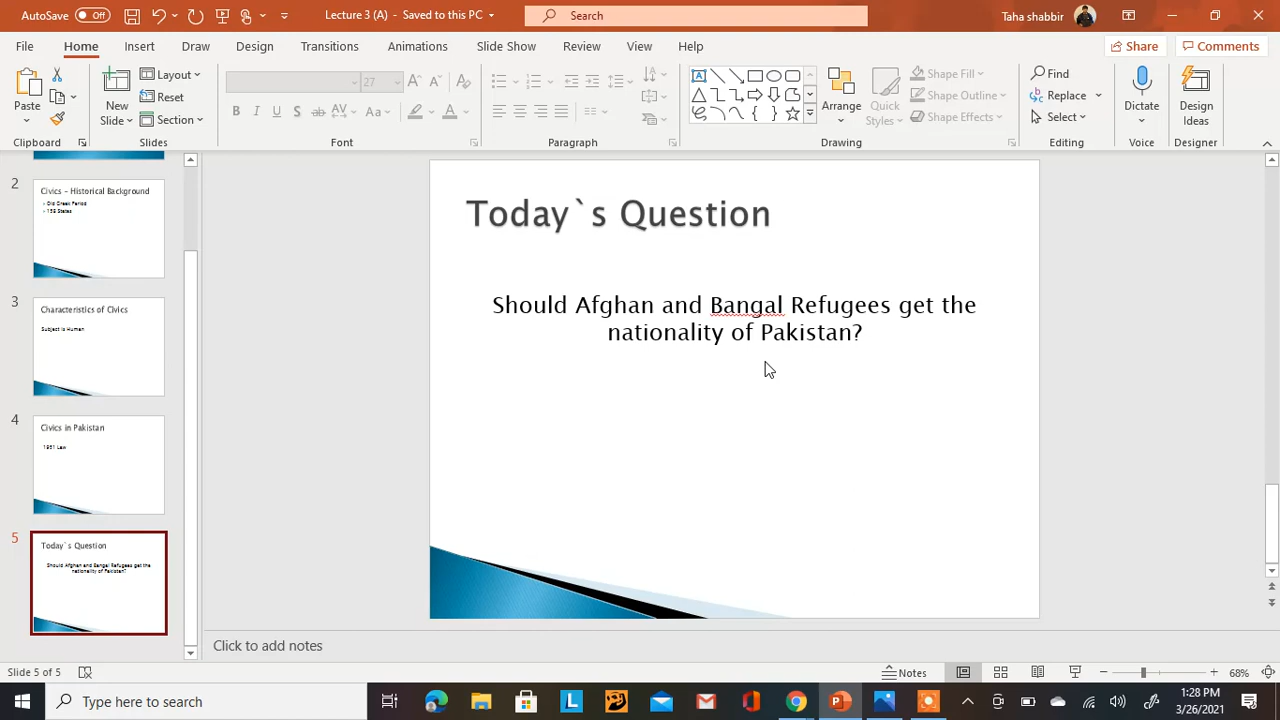 AutoSave Off
Lecture 3 (A) - Saved to this PC
Search
Taha shabbir
File Home Insert Draw Design Transitions Animations Slide Show Review View Help
Share Comments
Paste
New
Slide
Layout
Reset
Section
27
Arrange
Quick
Styles
Shape Fill
Shape Outline
Shape Effects
Find
Replace
Select
Dictate
Design
Ideas
Clipboard Slides Font Paragraph Drawing Editing Voice Designer
2
Civics - Historical Background
Old Greek Period
158 States
3
Characteristics of Civics
Subject is Human
4
Civics in Pakistan
1951 Law
5
Today`s Question
Should Afghan and Bangal Refugees get the
nationality of Pakistan?
Today`s Question
Should Afghan and Bangal Refugees get the
nationality of Pakistan?
Click to add notes
Slide 5 of 5
Notes
68%
Type here to search
1:28 PM
3/26/2021